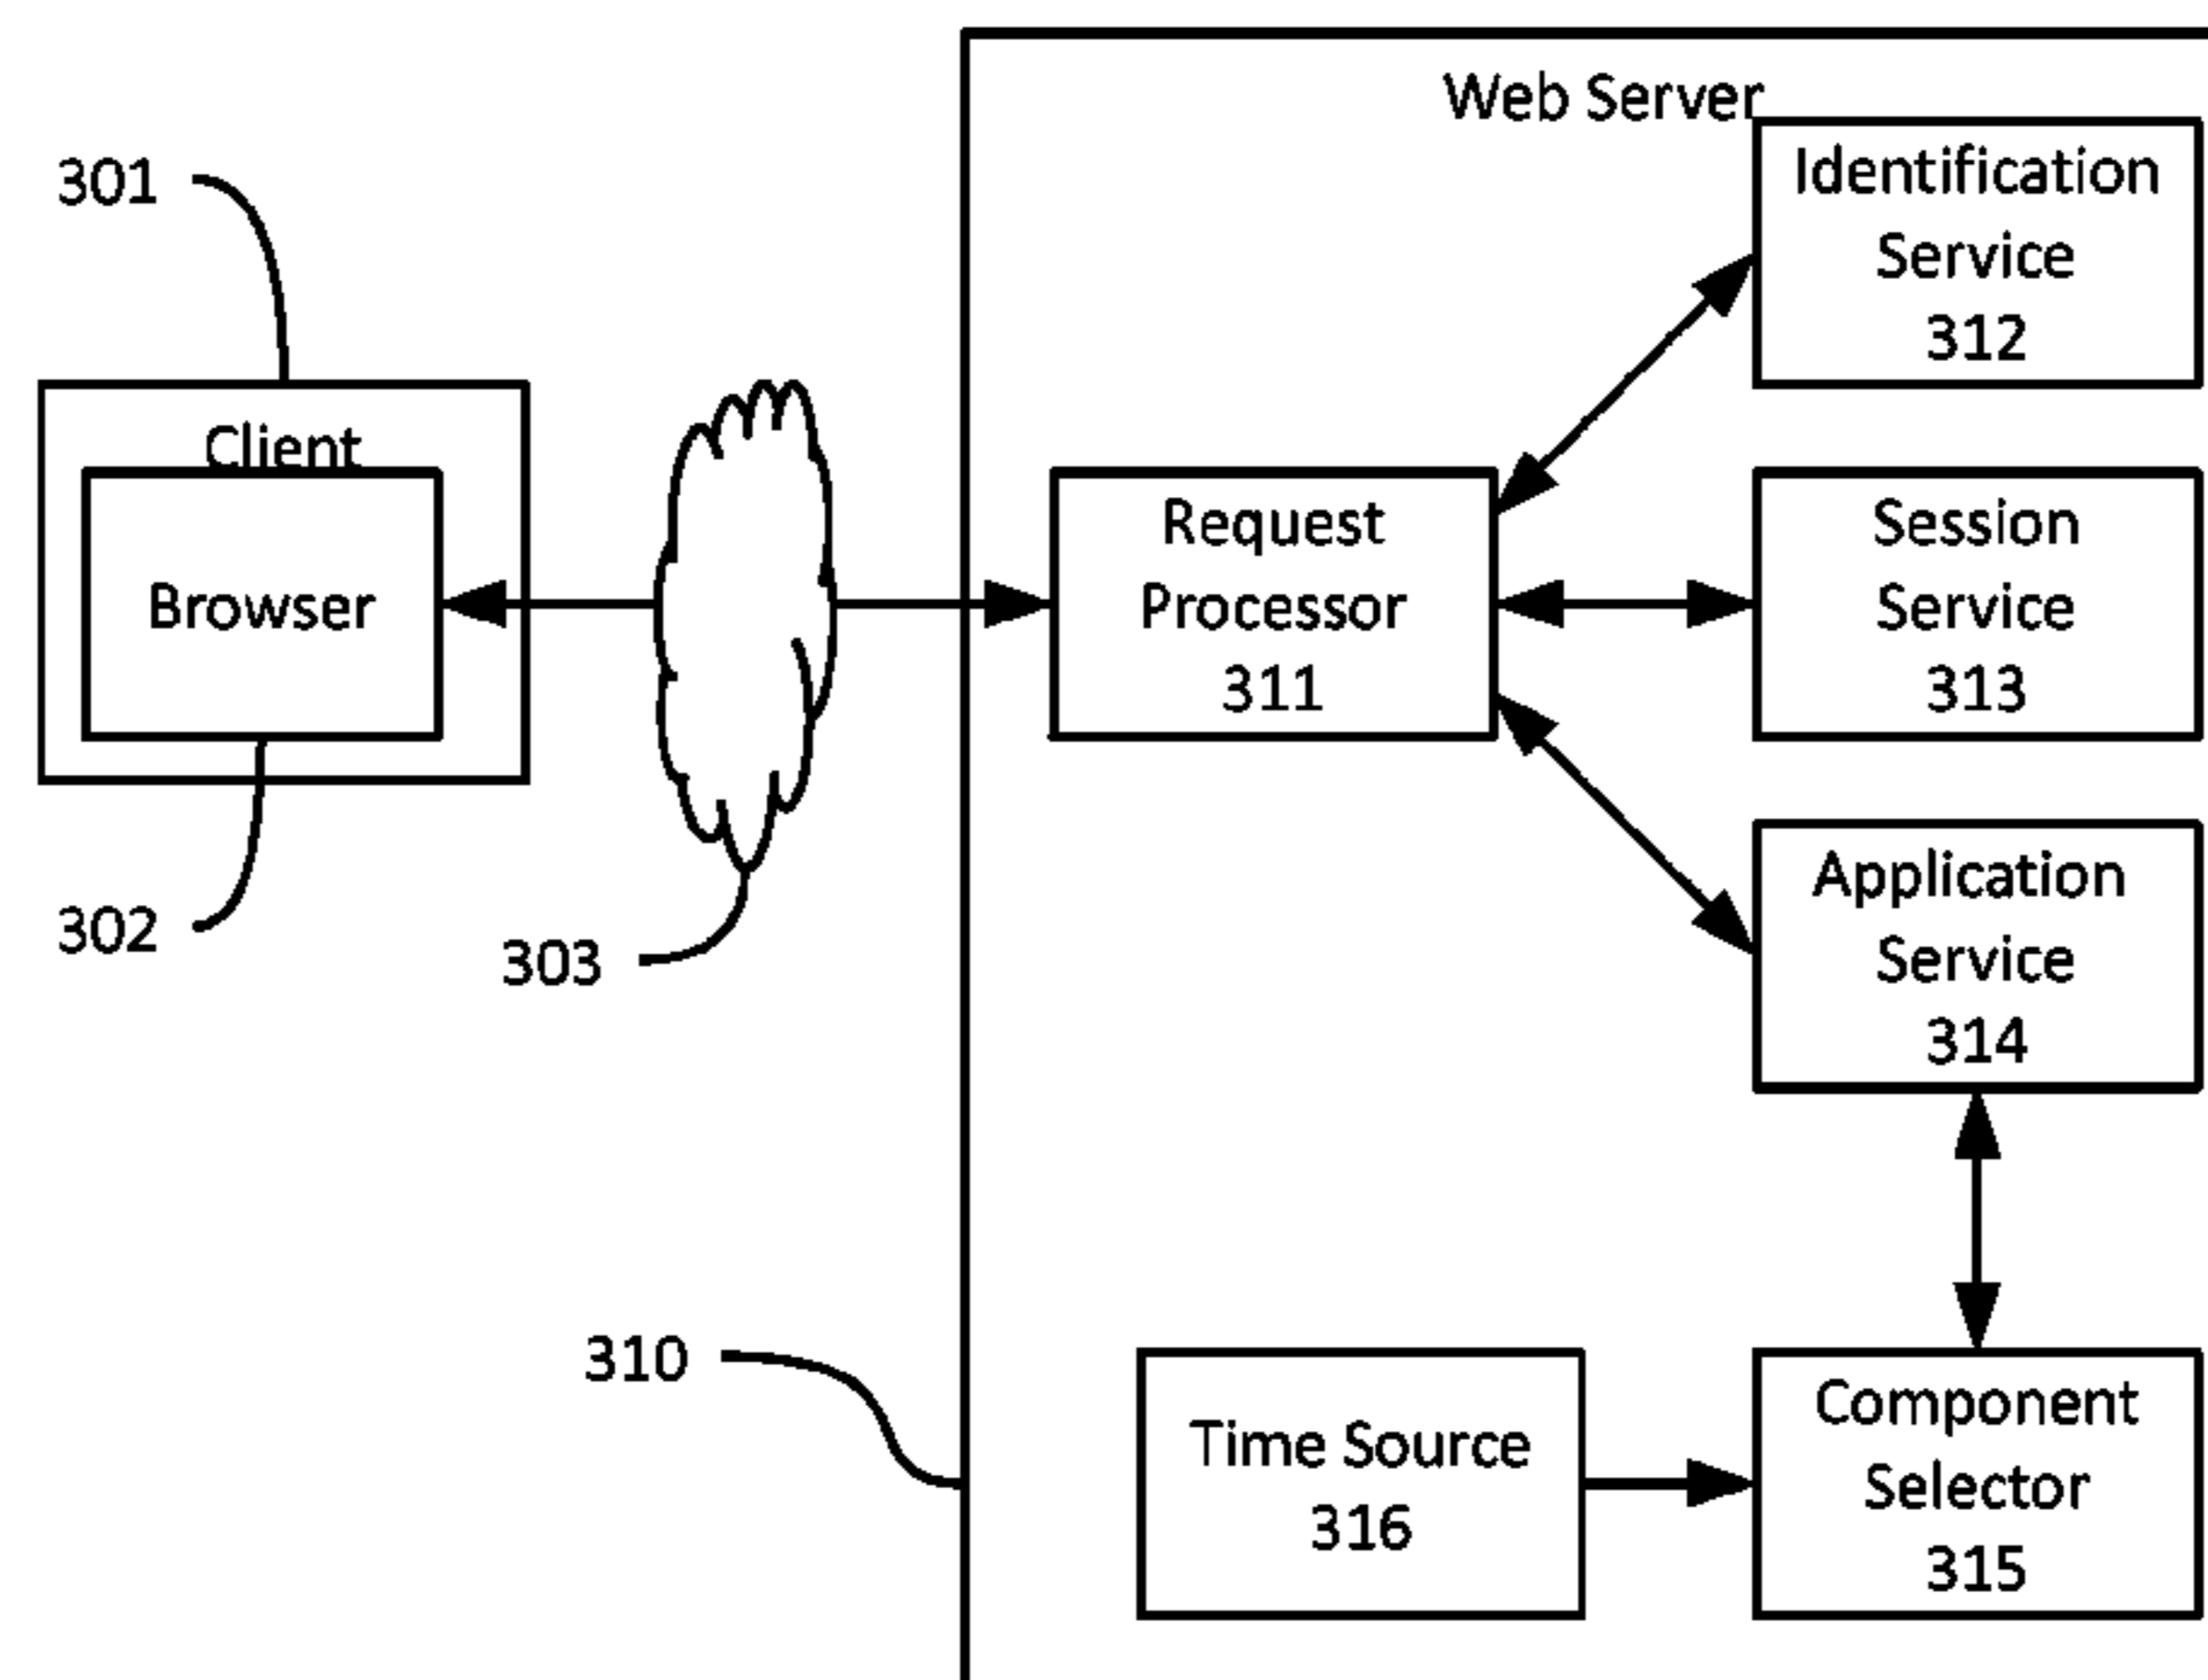 Web Server
Identification
Service
312
301
Client
Browser
Request
Processor
311
Session
Service
313
302
303
Application
Service
314
310
Time Source
316
Component
Selector
315